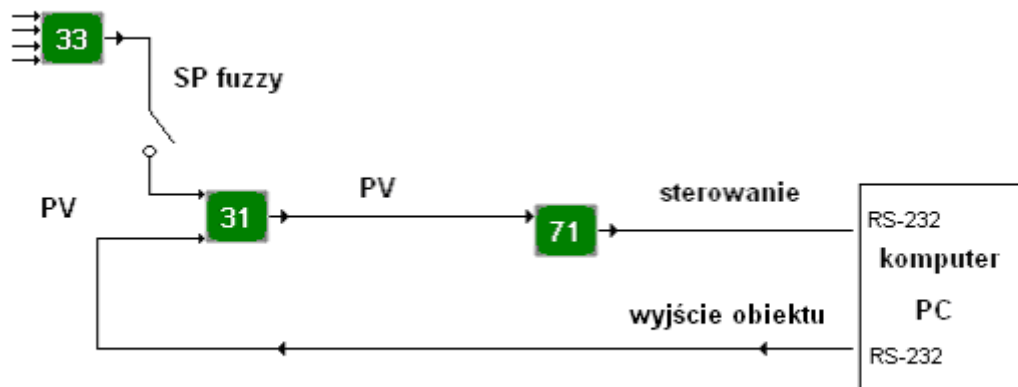 33
SP fuzzy
PV
31
PV
71
sterowanie
RS-232
komputer
PC
wyjście obiektu
RS-232